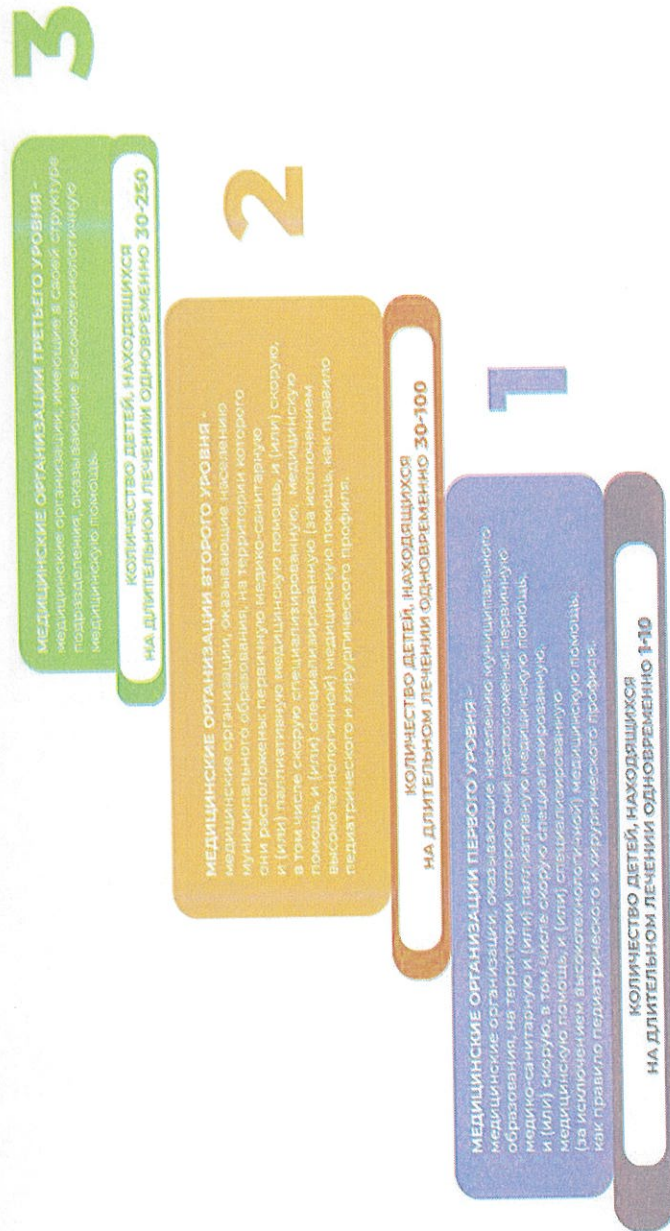 3
МЕДИЦИНСКИЕ ОРГАНИЗАЦИИ ТРЕТЬЕГО УРОВНЯ -
медицинские организации, имеющие в своей структуре
подразделения, оказывающие высокотехнологичную
медицинскую помощь.
КОЛИЧЕСТВО ДЕТЕЙ, НАХОДЯЩИХСЯ
НА ДЛИТЕЛЬНОМ ЛЕЧЕНИИ ОДНОВРЕМЕННО 30-250
2
МЕДИЦИНСКИЕ ОРГАНИЗАЦИИ ВТОРОГО УРОВНЯ -
медицинские организации, оказывающие населению
муниципального образования, на территории которого
они расположены: первичную медико-санитарную
и (или) паллиативную медицинскую помощь, и (или) скорую,
в том числе скорую специализированную, медицинскую
помощь, и (или) специализированную (за исключением
высокотехнологичной) медицинскую помощь, как правило
педиатрического и хирургического профиля.
КОЛИЧЕСТВО ДЕТЕЙ, НАХОДЯЩИХСЯ
НА ДЛИТЕЛЬНОМ ЛЕЧЕНИИ ОДНОВРЕМЕННО 30-100
1
МЕДИЦИНСКИЕ ОРГАНИЗАЦИИ ПЕРВОГО УРОВНЯ -
медицинские организации, оказывающие населению муниципального
образования, на территории которого они расположены: первичную
медико-санитарную и (или) паллиативную медицинскую помощь,
и (или) скорую, в том числе скорую специализированную,
медицинскую помощь, и (или) специализированную
(за исключением высокотехнологичной) медицинскую помощь,
как правило педиатрического и хирургического профиля.
КОЛИЧЕСТВО ДЕТЕЙ, НАХОДЯЩИХСЯ
НА ДЛИТЕЛЬНОМ ЛЕЧЕНИИ ОДНОВРЕМЕННО 1-10